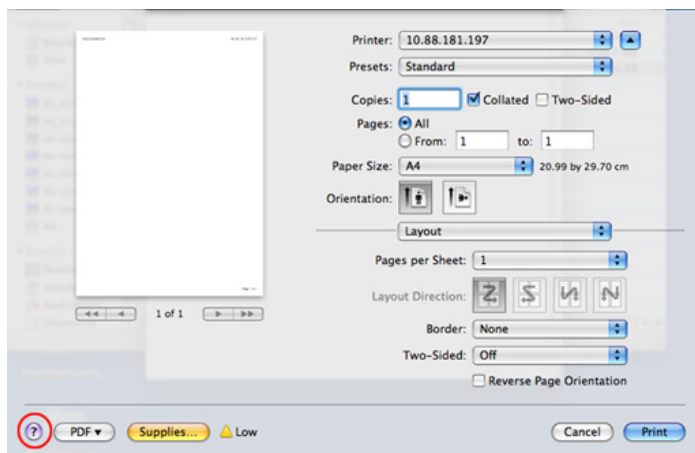 Printer: 10.88.181.197
Presets: Standard
Copies: 1 Collated Two-Sided
Pages: All
From: 1 to: 1
Paper Size: A4 20.99 by 29.70 cm
Orientation:
Layout
Pages per Sheet: 1
Layout Direction:
Border: None
Two-Sided: Off
Reverse Page Orientation
1 of 1
? PDF Supplies... Low Cancel Print